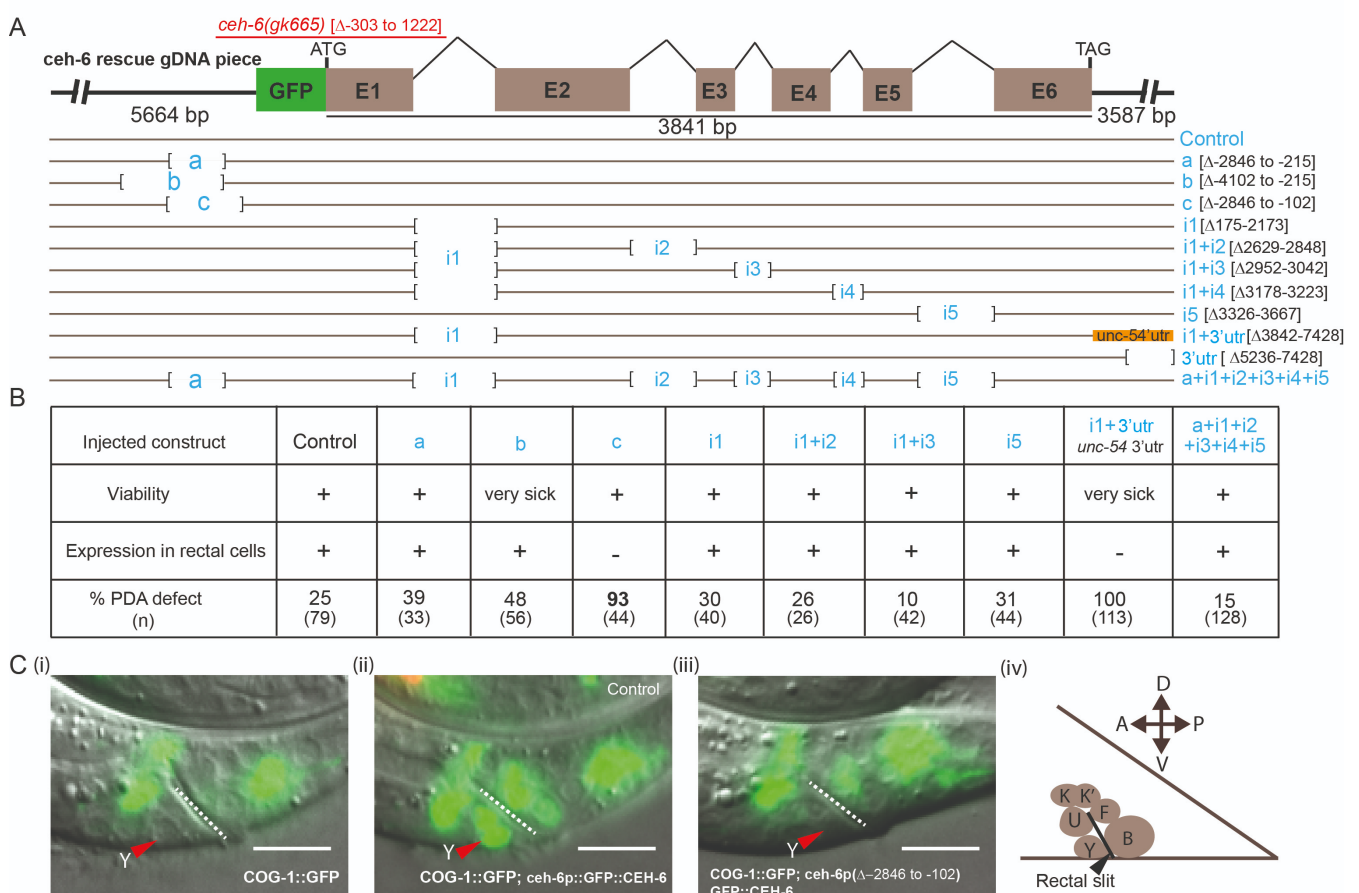 A
ceh-6(gk665) [Δ-303 to 1222]
ceh-6 rescue gDNA piece
ATG
TAG
GFP
E1
E2
E3
E4
E5
E6
5664 bp
3841 bp
3587 bp
Control
a
a [Δ-2846 to -215]
b
b [Δ-4102 to -215]
c
c [Δ-2846 to -102]
i1 [Δ175-2173]
i1
i2
i1+i2 [Δ2629-2848]
i3
i1+i3 [Δ2952-3042]
i4
i1+i4 [Δ3178-3223]
i5
i5 [Δ3326-3667]
i1
unc-54'utr
i1+3'utr [Δ3842-7428]
3'utr [Δ5236-7428]
a
i1
i2
i3
i4
i5
a+i1+i2+i3+i4+i5
B
Injected construct Control a b c i1 i1+i2 i1+i3 i5 i1+3'utr unc-54 3'utr a+i1+i2 +i3+i4+i5
Viability + + very sick + + + + + very sick +
Expression in rectal cells + + + - + + + + - +
% PDA defect 25 39 48 93 30 26 10 31 100 15
(n) (79) (33) (56) (44) (40) (26) (42) (44) (113) (128)
C (i)
Y
COG-1::GFP
(ii)
Control
Y
COG-1::GFP; ceh-6p::GFP::CEH-6
(iii)
Y
COG-1::GFP; ceh-6p(Δ−2846 to -102)
GFP::CEH-6
(iv)
D
A
P
V
K
K'
F
U
B
Y
Rectal slit